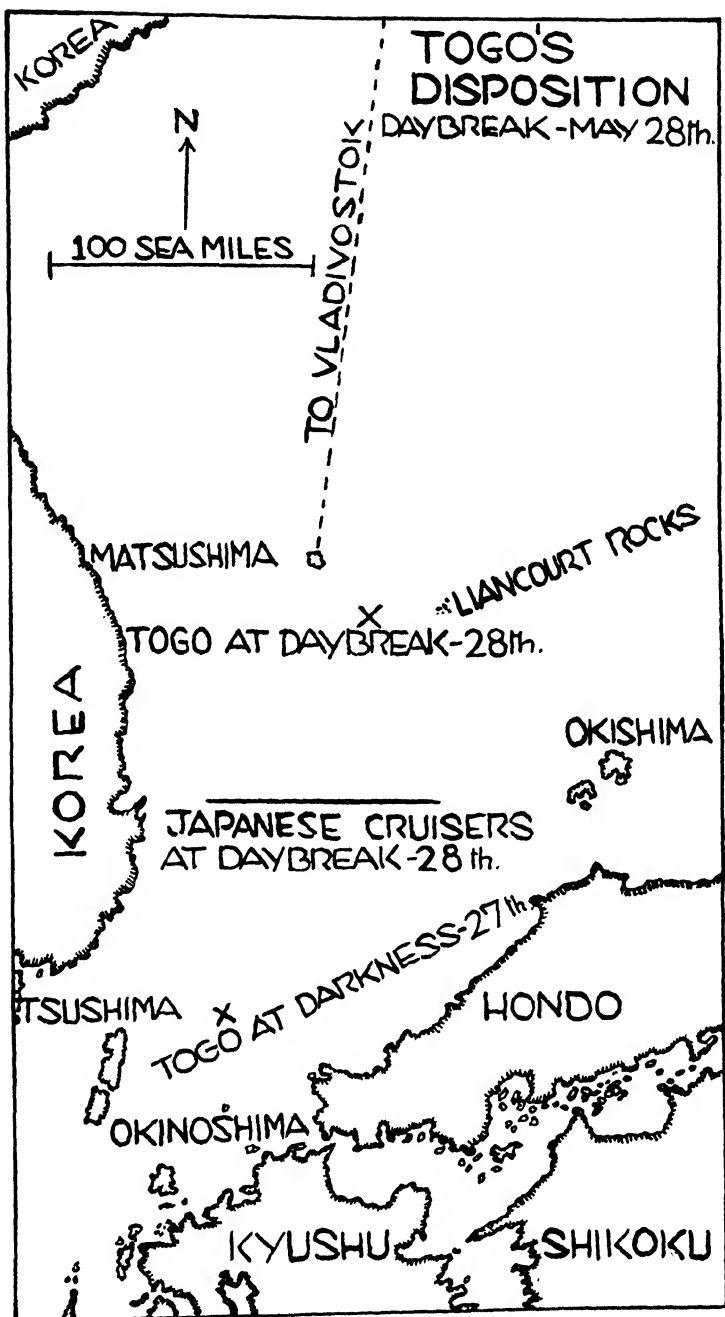 KOREA
TOGO'S
DISPOSITION
DAYBREAK-MAY 28th.
N
100 SEA MILES
TO VLADIVOSTOK
MATSUSHIMA
LIANCOURT ROCKS
TOGO AT DAYBREAK-28th.
KOREA
OKISHIMA
JAPANESE CRUISERS
AT DAYBREAK-28th.
TSUSHIMA
TOGO AT DARKNESS-27th
HONDO
OKINOSHIMA
KYUSHU
SHIKOKU